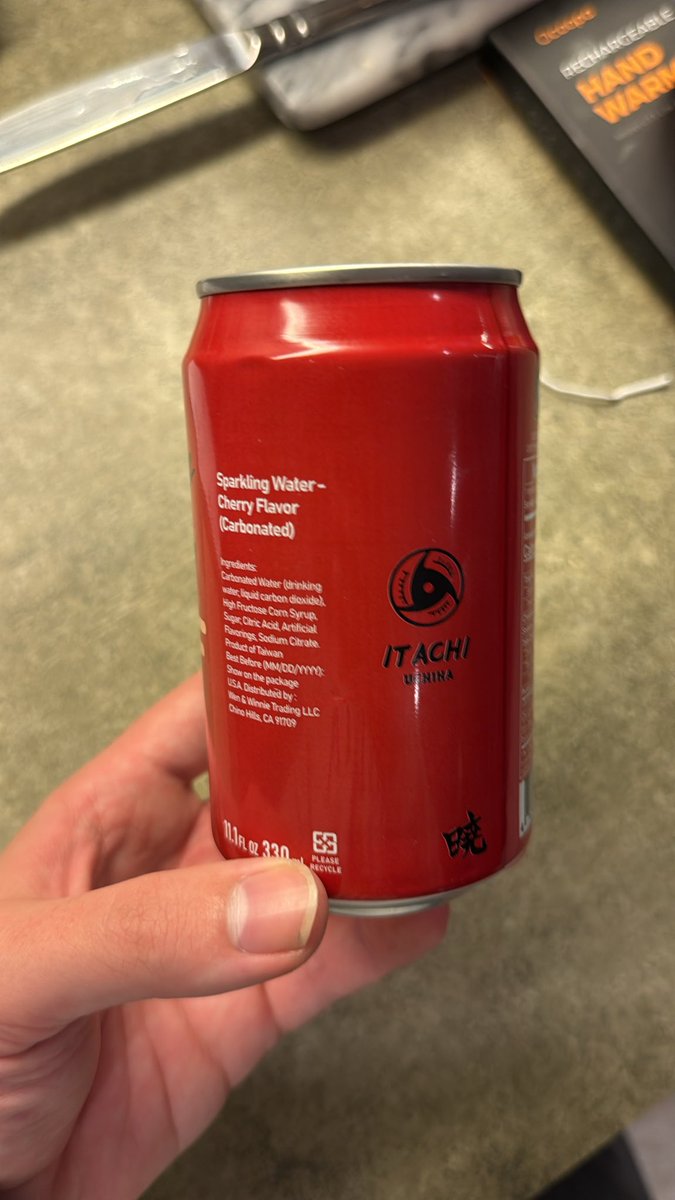 RECHARGEABLE
HAND
Sparkling Water-
Cherry Flavor
(Carbonated)
Ingredients:
Carbonated Water (drinking
water, liquid carbon dioxide),
High Fructose Corn Syrup,
Sugar, Citric Acid, Artificial
Flavorings, Sodium Citrate.
Product of Taiwan
Best Before (MM/DD/YYYY):
Show on the package
U.S.A. Distributed by :
Wen & Winnie Trading LLC
Chino Hills, CA 91709
ITACHI
UCHIHA
11.1 FL OZ 330 ml
PLEASE
RECYCLE
暁